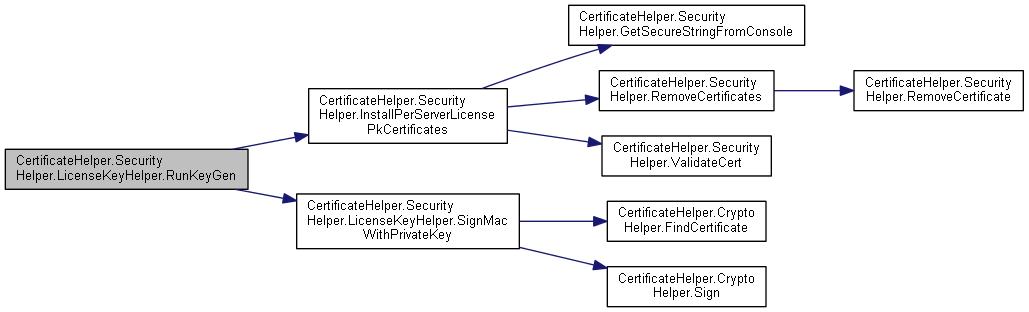 CertificateHelper.Security
Helper.LicenseKeyHelper.RunKeyGen
CertificateHelper.Security
Helper.InstallPerServerLicense
PkCertificates
CertificateHelper.Security
Helper.GetSecureStringFromConsole
CertificateHelper.Security
Helper.RemoveCertificates
CertificateHelper.Security
Helper.RemoveCertificate
CertificateHelper.Security
Helper.ValidateCert
CertificateHelper.Security
Helper.LicenseKeyHelper.SignMac
WithPrivateKey
CertificateHelper.Crypto
Helper.FindCertificate
CertificateHelper.Crypto
Helper.Sign